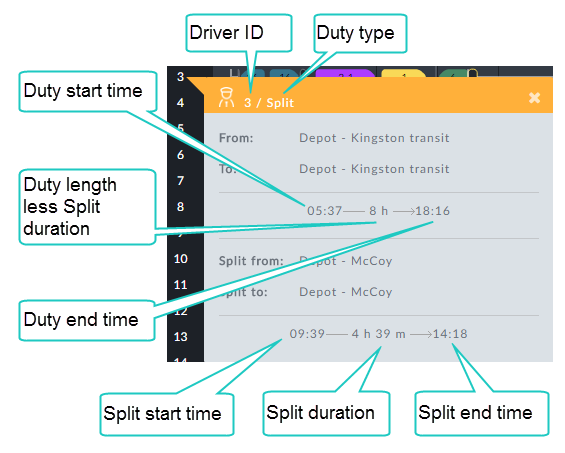 Driver ID
Duty type
Duty start time
3
4
3 / Split
5
From:
Depot - Kingston transit
6
To:
Depot - Kingston transit
7
Duty length
less Split
duration
8
05:37 8 h 18:16
10
Split from:
Depot - McCoy
11
Split to:
Depot - McCoy
12
Duty end time
13
09:39 4 h 39 m 14:18
14
Split start time
Split duration
Split end time